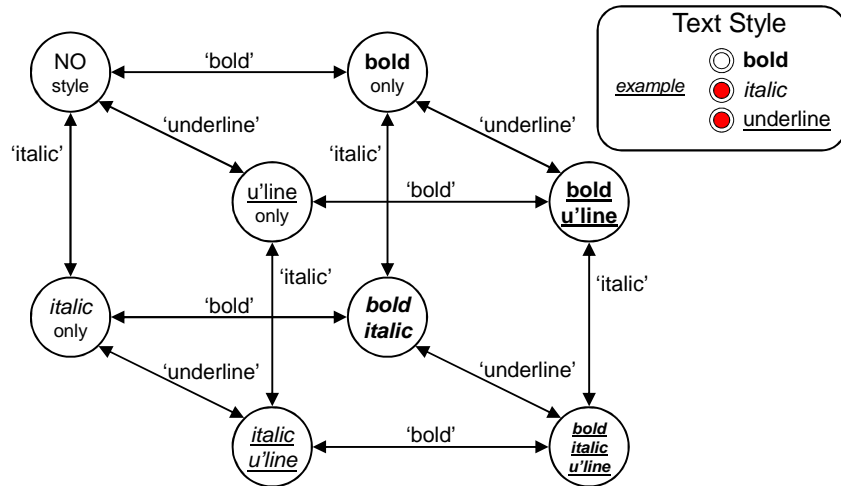 Text Style
bold
example
italic
underline
NO
style
‘bold’
bold
only
‘italic’
‘underline’
‘italic’
‘underline’
u’line
only
‘bold’
bold
u’line
‘italic’
‘italic’
italic
only
‘bold’
bold
italic
‘underline’
‘underline’
italic
u’line
‘bold’
bold
italic
u’line